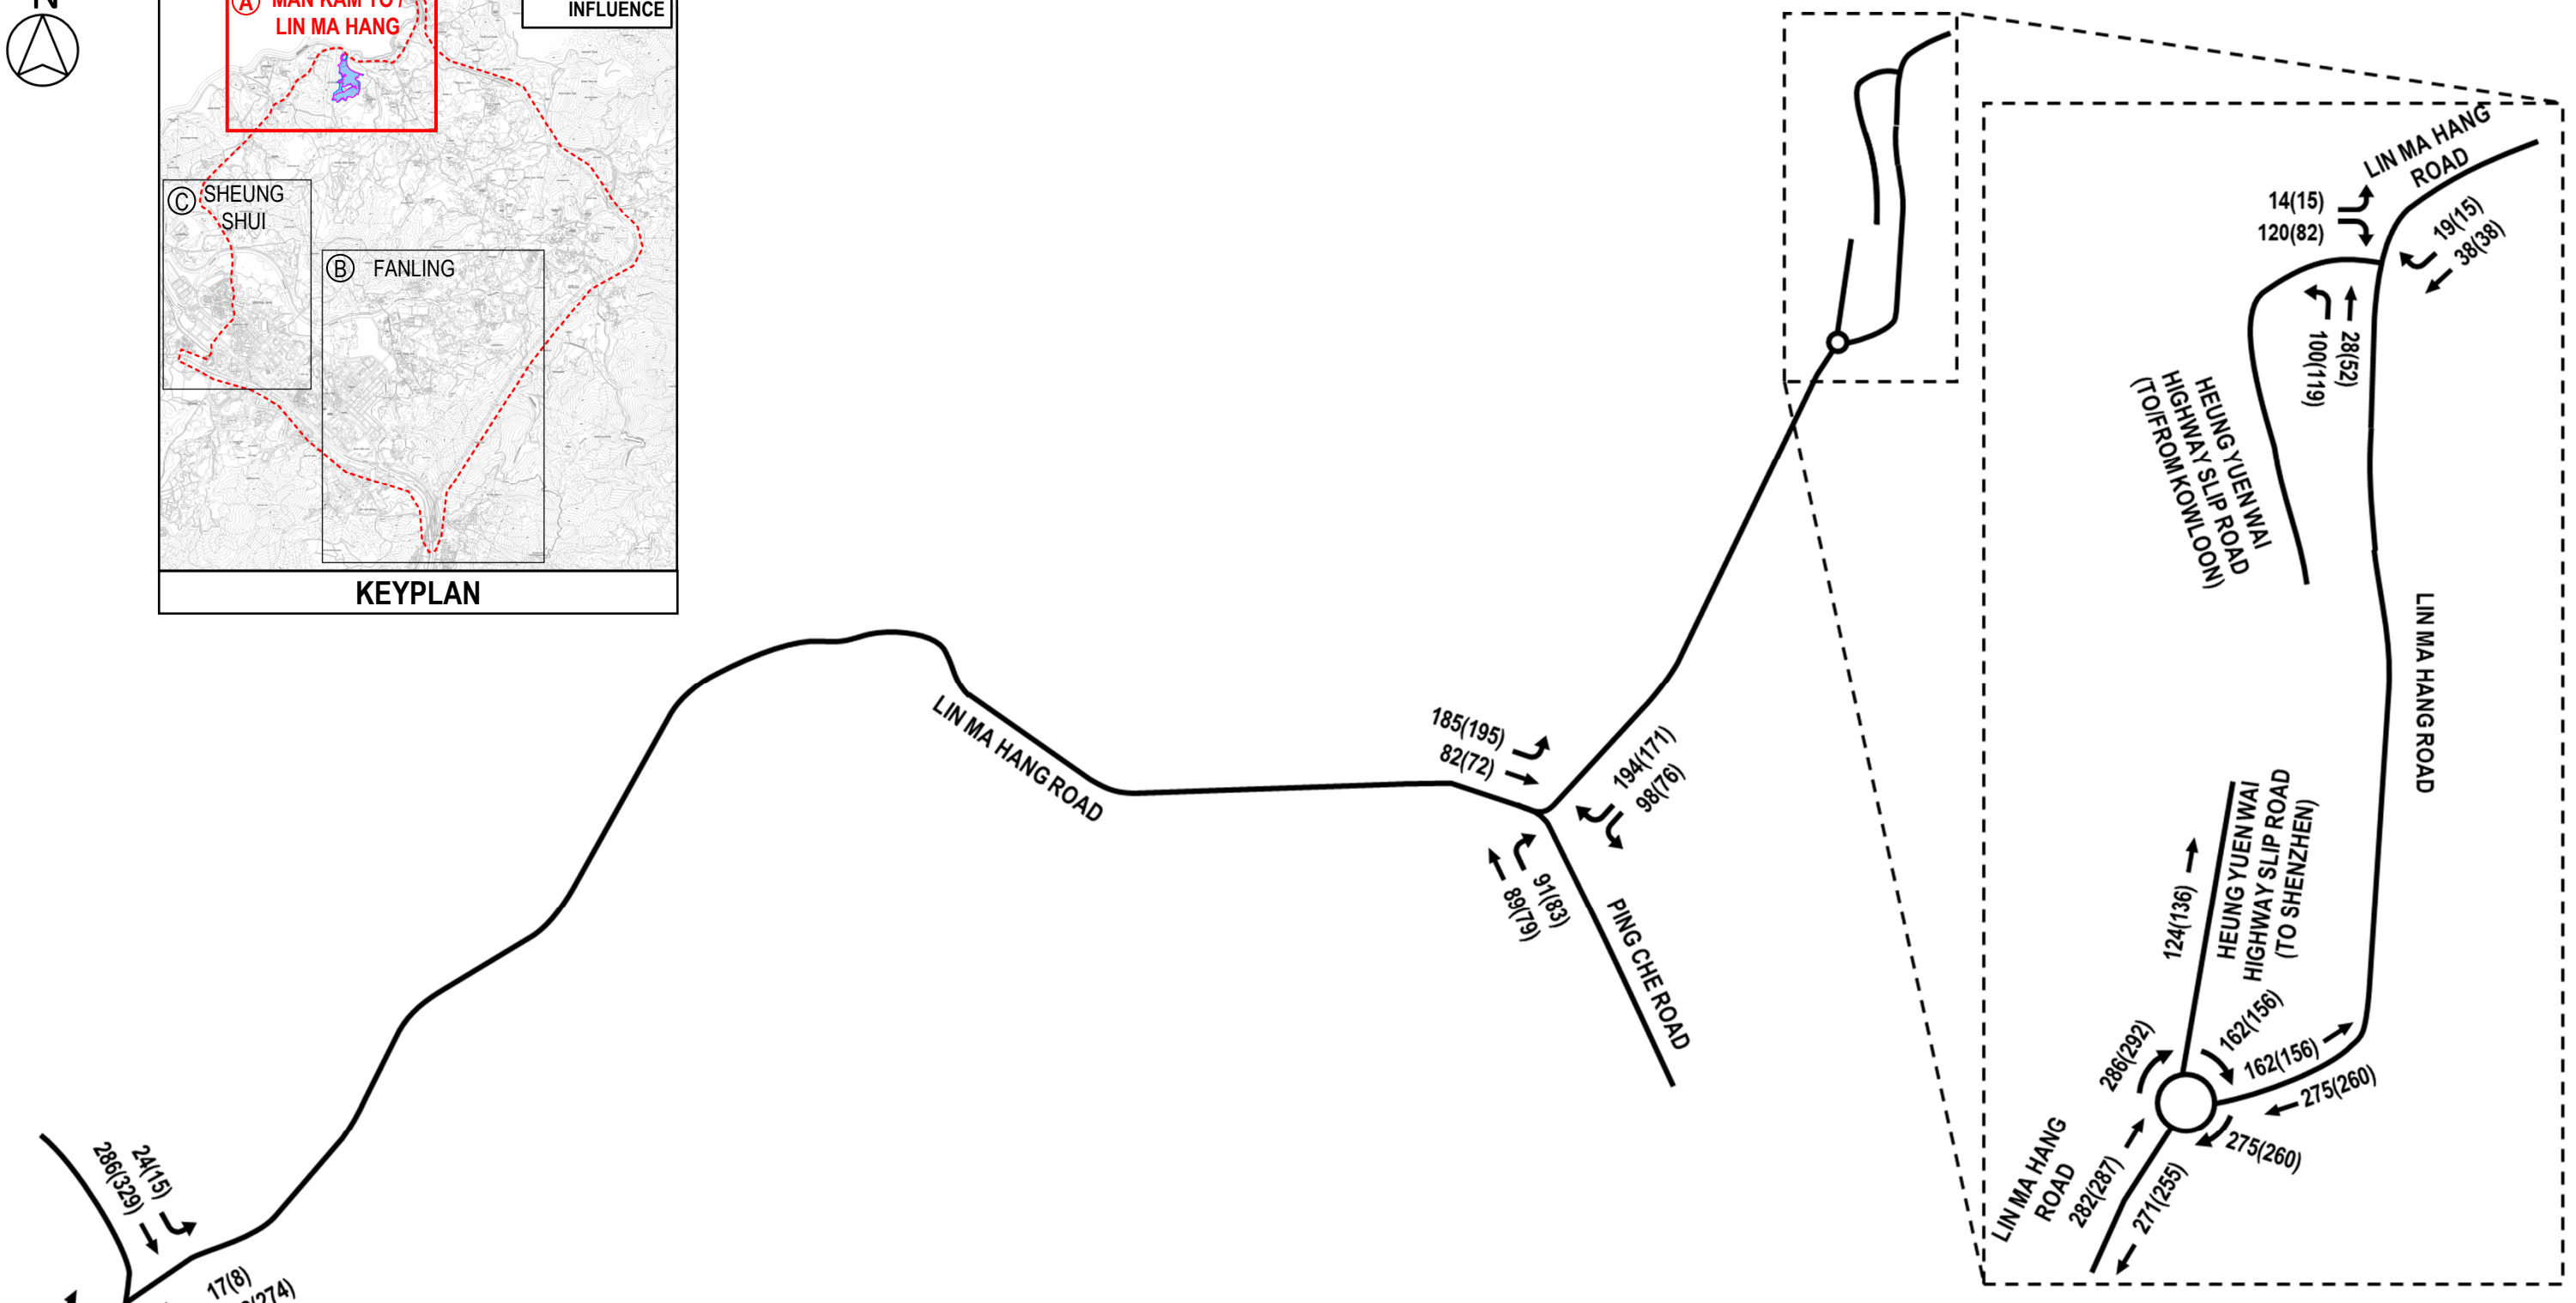 N
INFLUENCE
Ⓐ MAN KAM TO /
LIN MA HANG
Ⓒ SHEUNG
SHUI
Ⓑ FANLING
KEYPLAN
LIN MA HANG ROAD
185(195)
82(72)
194(171)
98(76)
91(83)
89(79)
PING CHE ROAD
24(15)
286(329)
17(8)
LIN MA HANG
ROAD
14(15)
120(82)
19(15)
38(38)
28(52)
100(119)
HEUNG YUEN WAI
HIGHWAY SLIP ROAD
(TO/FROM KOWLOON)
LIN MA HANG ROAD
HEUNG YUEN WAI
HIGHWAY SLIP ROAD
(TO SHENZHEN)
124(136)
162(156)
286(292)
162(156)
275(260)
275(260)
LIN MA HANG
ROAD
282(287)
271(255)